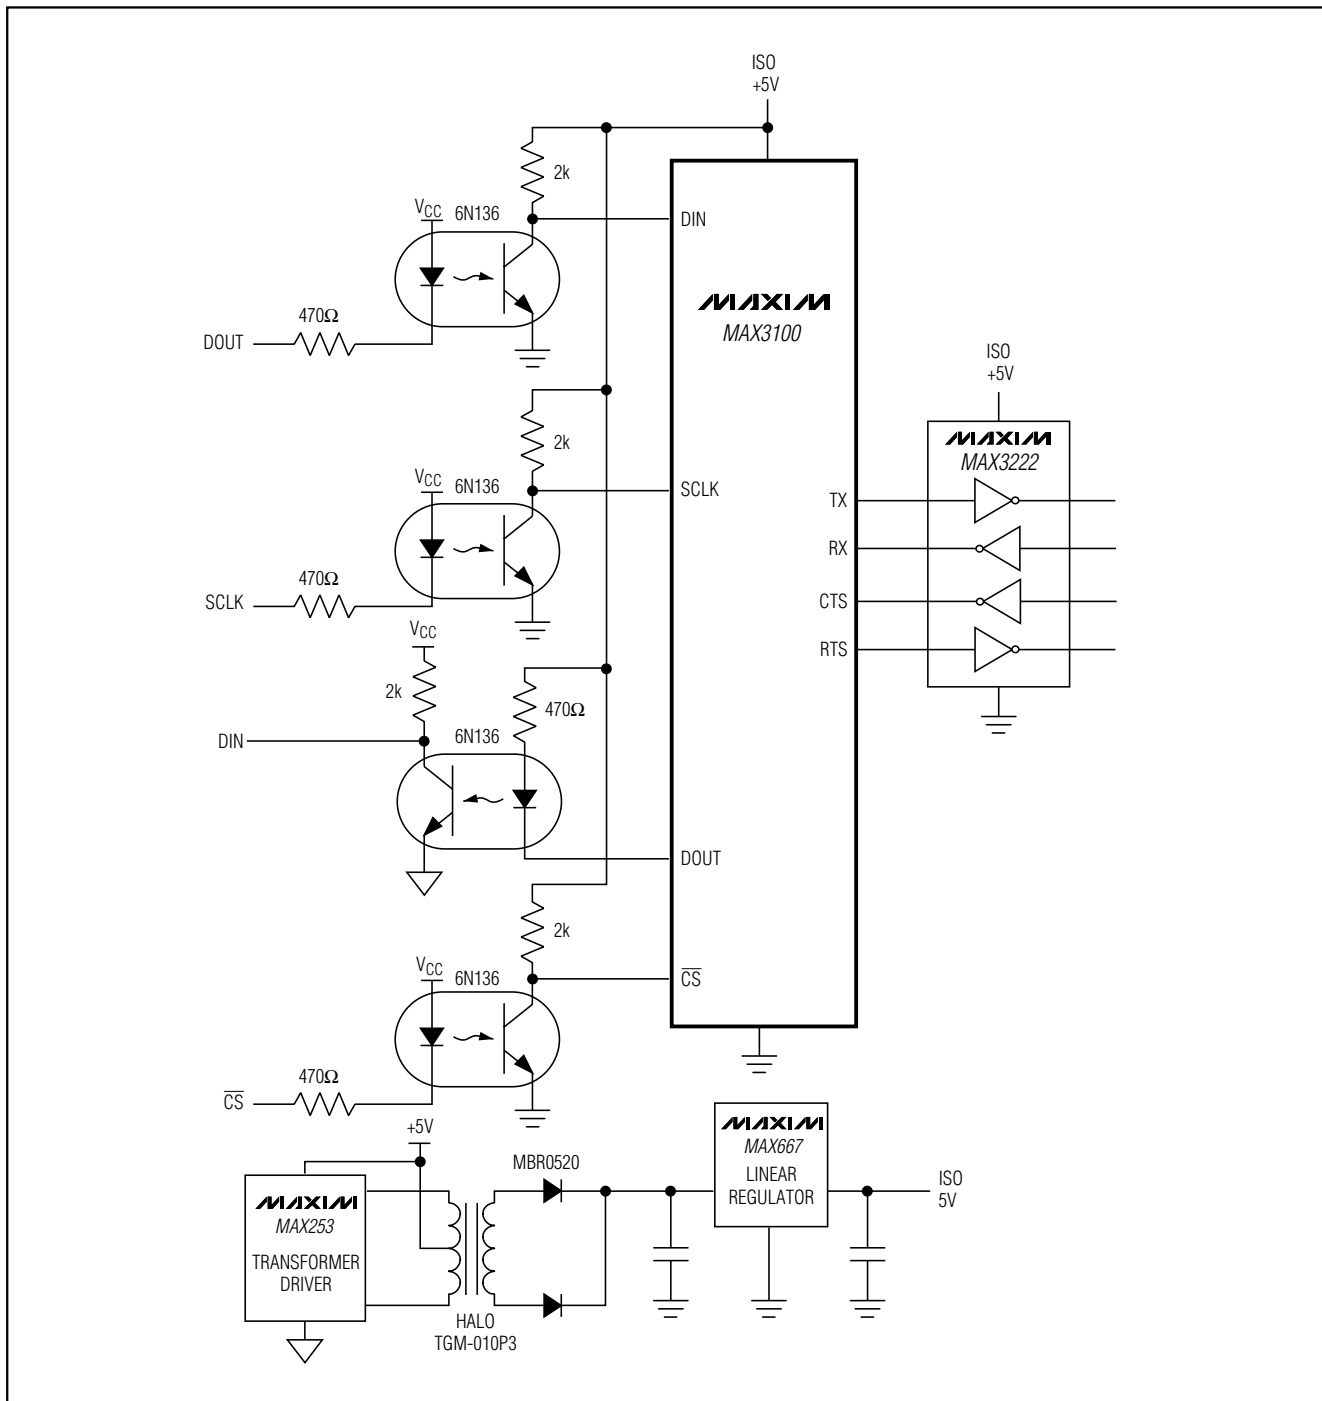 ISO
+5V
2k
VCC
6N136
DIN
MAXIM
MAX3100
470Ω
DOUT
ISO
+5V
2k
MAXIM
MAX3222
VCC
6N136
SCLK
TX
RX
470Ω
SCLK
CTS
VCC
RTS
2k
470Ω
6N136
DIN
DOUT
2k
VCC
6N136
CS
470Ω
CS
+5V
MAXIM
MAX667
LINEAR
REGULATOR
MBR0520
ISO
5V
MAXIM
MAX253
TRANSFORMER
DRIVER
HALO
TGM-010P3